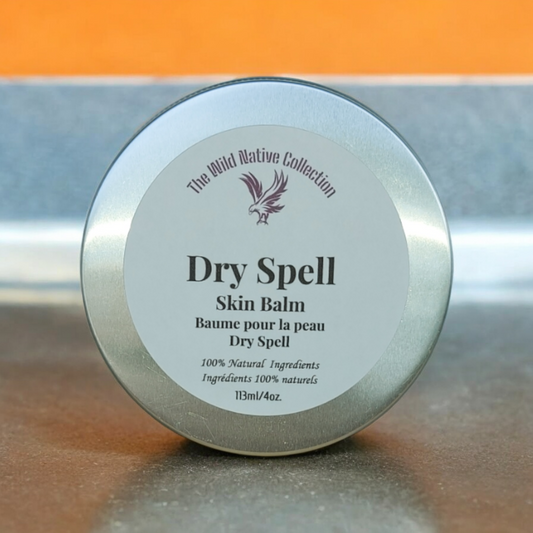 The Wild Native Collection
Dry Spell
Skin Balm
Baume pour la peau
Dry Spell
100% Natural Ingredients
Ingrédients 100% naturels
113ml/4oz.